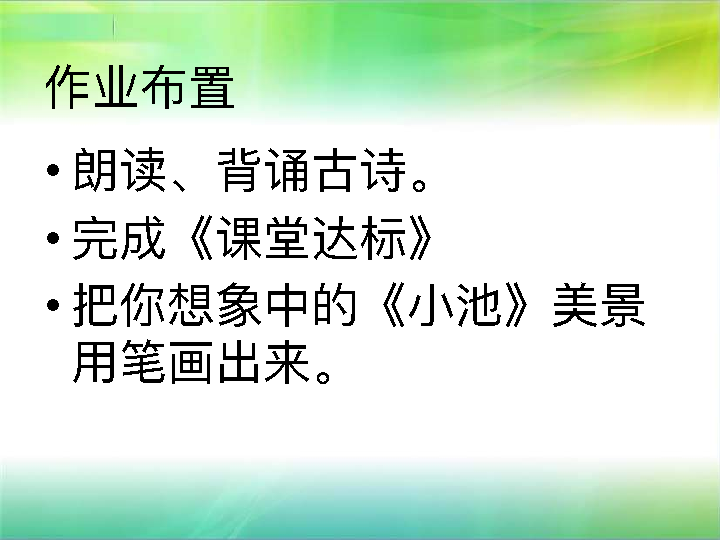 作业布置
•朗读、背诵古诗。
•完成《课堂达标》
•把你想象中的《小池》美景
用笔画出来。